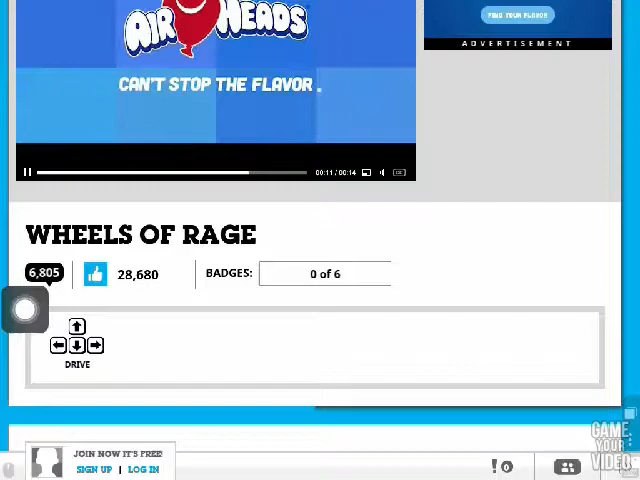 AIRHEADS
CAN'T STOP THE FLAVOR.
FIND YOUR FLAVOR
ADVERTISEMENT
00:11 / 00:14
CC
WHEELS OF RAGE
6,805
28,680
BADGES:
0 of 6
DRIVE
GAME
YOUR
VIDEO
JOIN NOW IT'S FREE!
SIGN UP | LOG IN
!0